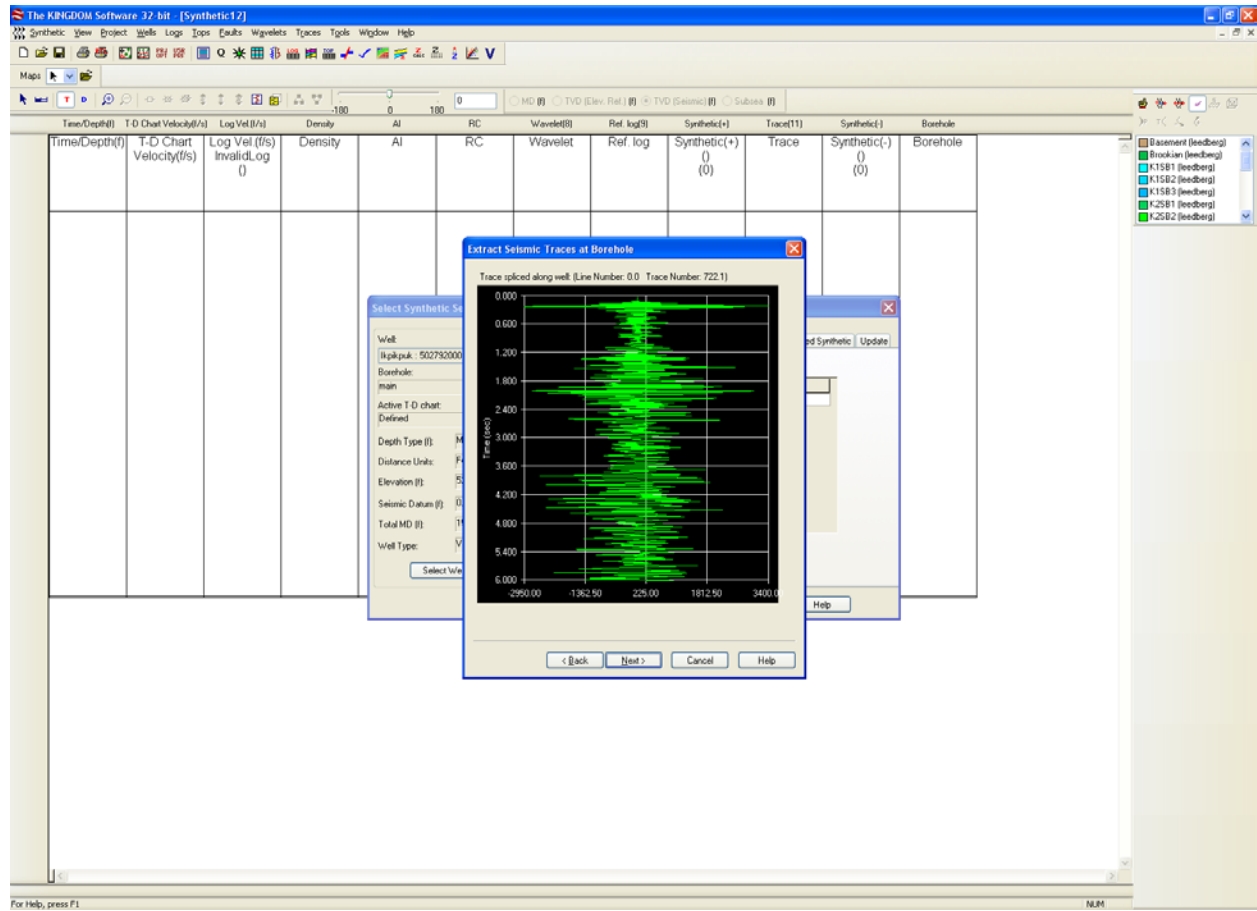 The KINGDOM Software 32-bit - [Synthetic12]
Synthetic View Project Wells Logs Tops Faults Wavelets Traces Tools Window Help
Maps
T D -180 0 180 0 MD (f) TVD (Elev. Ref.) (f) TVD (Seismic) (f) Subsea (f)
Time/Depth(f) T-D Chart Velocity(f/s) Log Vel.(f/s) Density AI RC Wavelet(8) Ref. log(9) Synthetic(+) Trace(11) Synthetic(-) Borehole
Time/Depth(f) T-D Chart Log Vel.(f/s) Density AI RC Wavelet Ref. log Synthetic(+) Trace Synthetic(-) Borehole
Velocity(f/s) InvalidLog () ()
() (0) (0)
Basement (leedberg)
Brookian (leedberg)
K1SB1 (leedberg)
K1SB2 (leedberg)
K1SB3 (leedberg)
K2SB1 (leedberg)
K2SB2 (leedberg)
Select Synthetic Se
Well:
Ikpikpuk : 502792000
Borehole:
main
Active T-D chart:
Defined
Depth Type (f): M
Distance Units:
Elevation (f):
Seismic Datum (f):
Total MD (f):
Well Type: V
Select We
ed Synthetic Update
Help
Extract Seismic Traces at Borehole
Trace spliced along well: (Line Number: 0.0 Trace Number: 722.1)
0.000
0.600
1.200
1.800
2.400
3.000
3.600
4.200
4.800
5.400
6.000
Time (sec)
-2950.00 -1362.50 225.00 1812.50 3400.0
< Back Next > Cancel Help
For Help, press F1
NUM